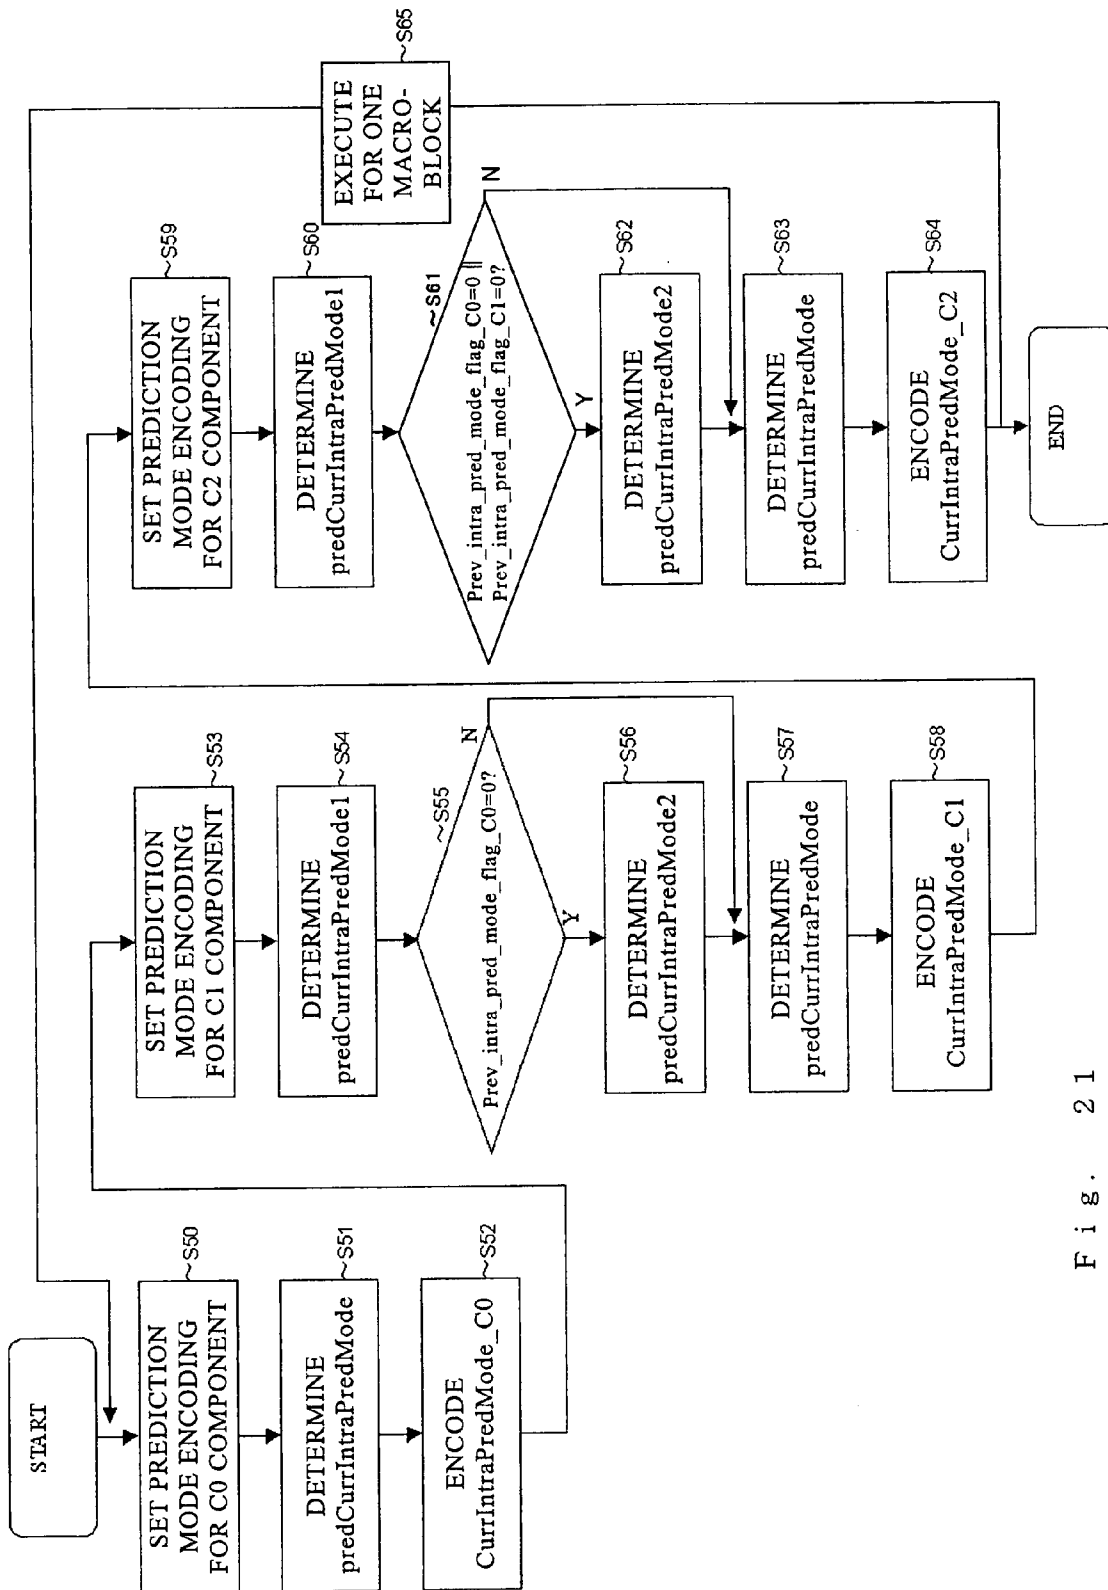 START
SET PREDICTION
MODE ENCODING
FOR C0 COMPONENT
~S50
DETERMINE
predCurrIntraPredMode
~S51
ENCODE
CurrIntraPredMode_C0
~S52
SET PREDICTION
MODE ENCODING
FOR C1 COMPONENT
~S53
DETERMINE
predCurrIntraPredMode1
~S54
Prev_intra_pred_mode_flag_C0=0?
~S55
N
Y
DETERMINE
predCurrIntraPredMode2
~S56
DETERMINE
predCurrIntraPredMode
~S57
ENCODE
CurrIntraPredMode_C1
~S58
SET PREDICTION
MODE ENCODING
FOR C2 COMPONENT
~S59
DETERMINE
predCurrIntraPredMode1
~S60
Prev_intra_pred_mode_flag_C0=0 ||
Prev_intra_pred_mode_flag_C1=0?
~S61
N
Y
DETERMINE
predCurrIntraPredMode2
~S62
DETERMINE
predCurrIntraPredMode
~S63
ENCODE
CurrIntraPredMode_C2
~S64
EXECUTE
FOR ONE
MACRO-
BLOCK
~S65
END
Fig. 21